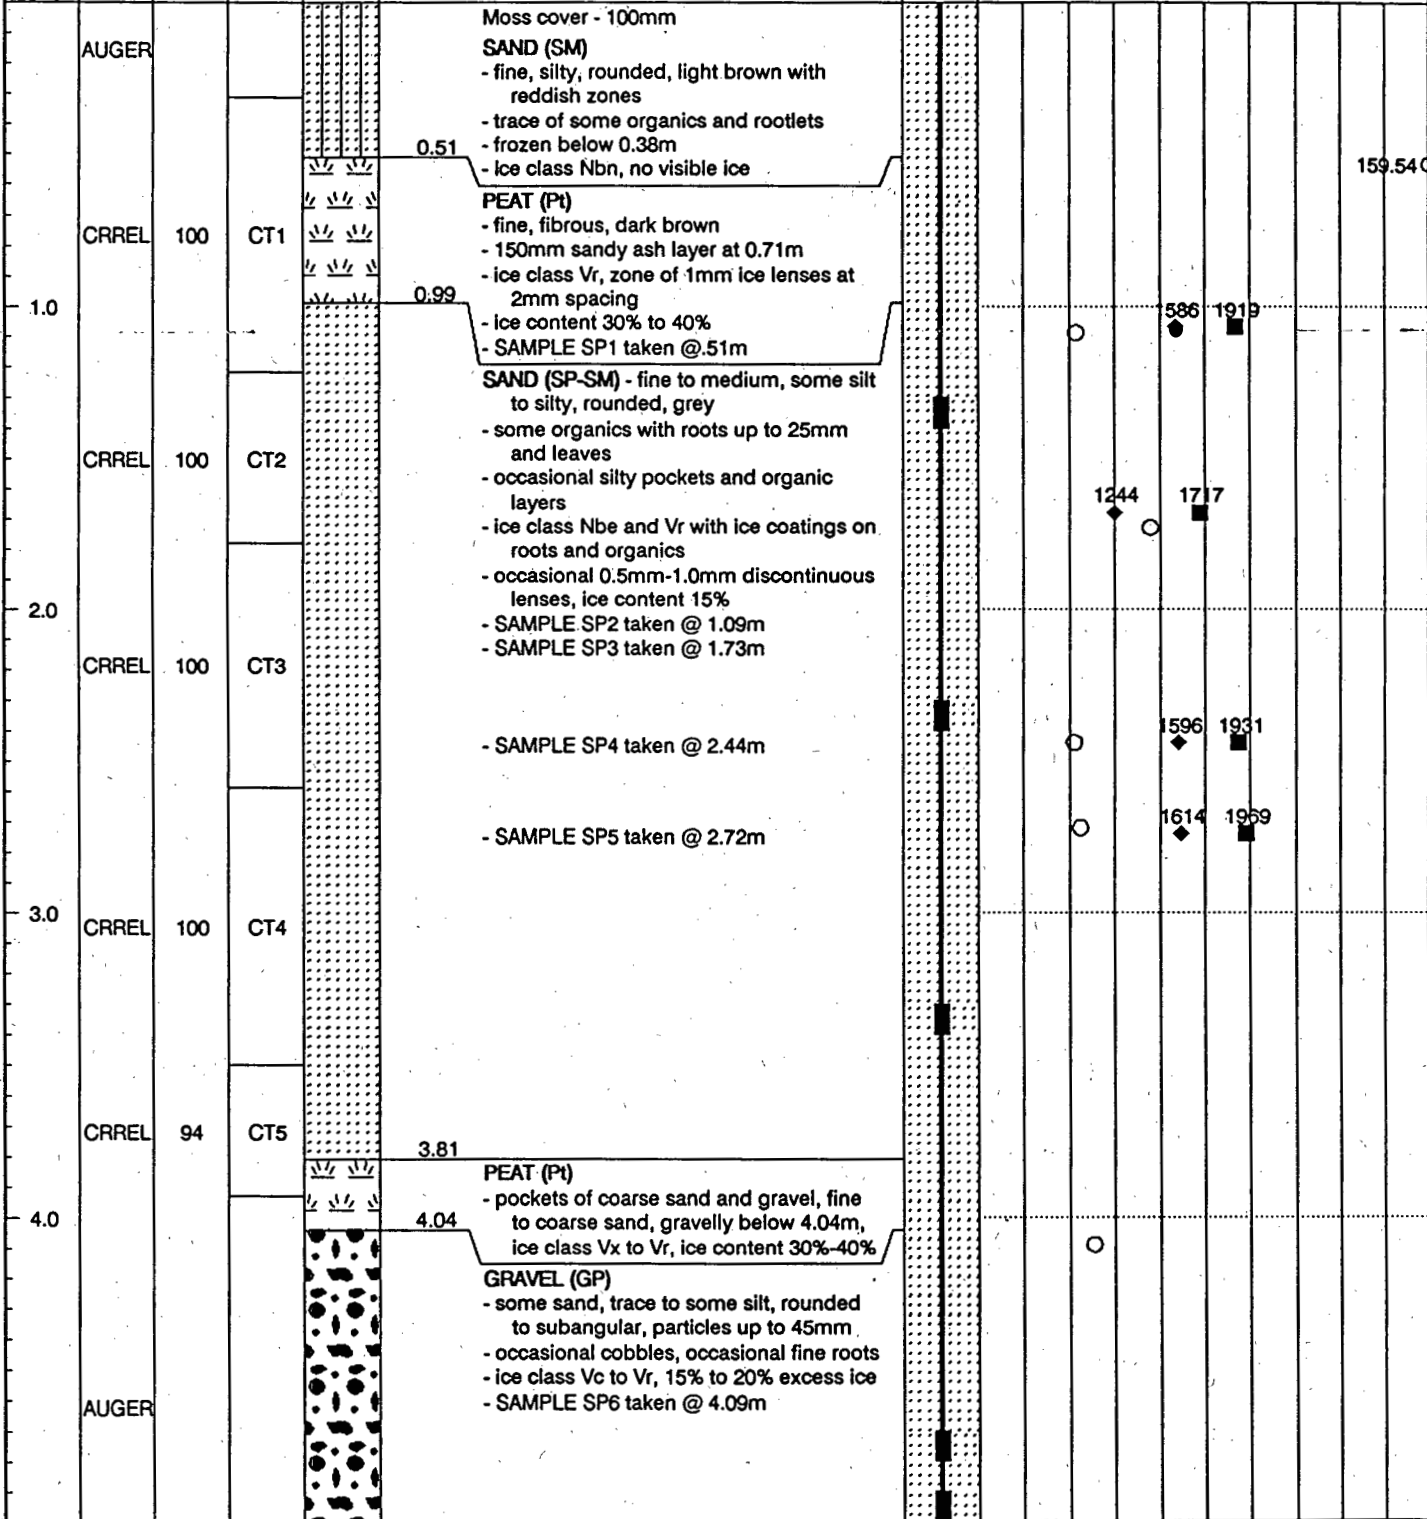 Moss cover - 100mm
AUGER
SAND (SM)
- fine, silty, rounded, light brown with
reddish zones
- trace of some organics and rootlets
- frozen below 0.38m
0.51
- ice class Nbn, no visible ice
159.54
PEAT (Pt)
- fine, fibrous, dark brown
CRREL 100 CT1
- 150mm sandy ash layer at 0.71m
- ice class Vr, zone of 1mm ice lenses at
2mm spacing
0.99
1.0
- ice content 30% to 40%
586 1919
- SAMPLE SP1 taken @.51m
SAND (SP-SM) - fine to medium, some silt
to silty, rounded, grey
- some organics with roots up to 25mm
and leaves
CRREL 100 CT2
- occasional silty pockets and organic
layers
1244 1717
- ice class Nbe and Vr with ice coatings on
roots and organics
- occasional 0.5mm-1.0mm discontinuous
lenses, ice content 15%
2.0
- SAMPLE SP2 taken @ 1.09m
- SAMPLE SP3 taken @ 1.73m
CRREL 100 CT3
1596 1931
- SAMPLE SP4 taken @ 2.44m
1614 1969
- SAMPLE SP5 taken @ 2.72m
3.0
CRREL 100 CT4
CRREL 94 CT5
3.81
PEAT (Pt)
- pockets of coarse sand and gravel, fine
to coarse sand, gravelly below 4.04m,
4.0
4.04
ice class Vx to Vr, ice content 30%-40%
GRAVEL (GP)
- some sand, trace to some silt, rounded
to subangular, particles up to 45mm
- occasional cobbles, occasional fine roots
- ice class Vc to Vr, 15% to 20% excess ice
- SAMPLE SP6 taken @ 4.09m
AUGER